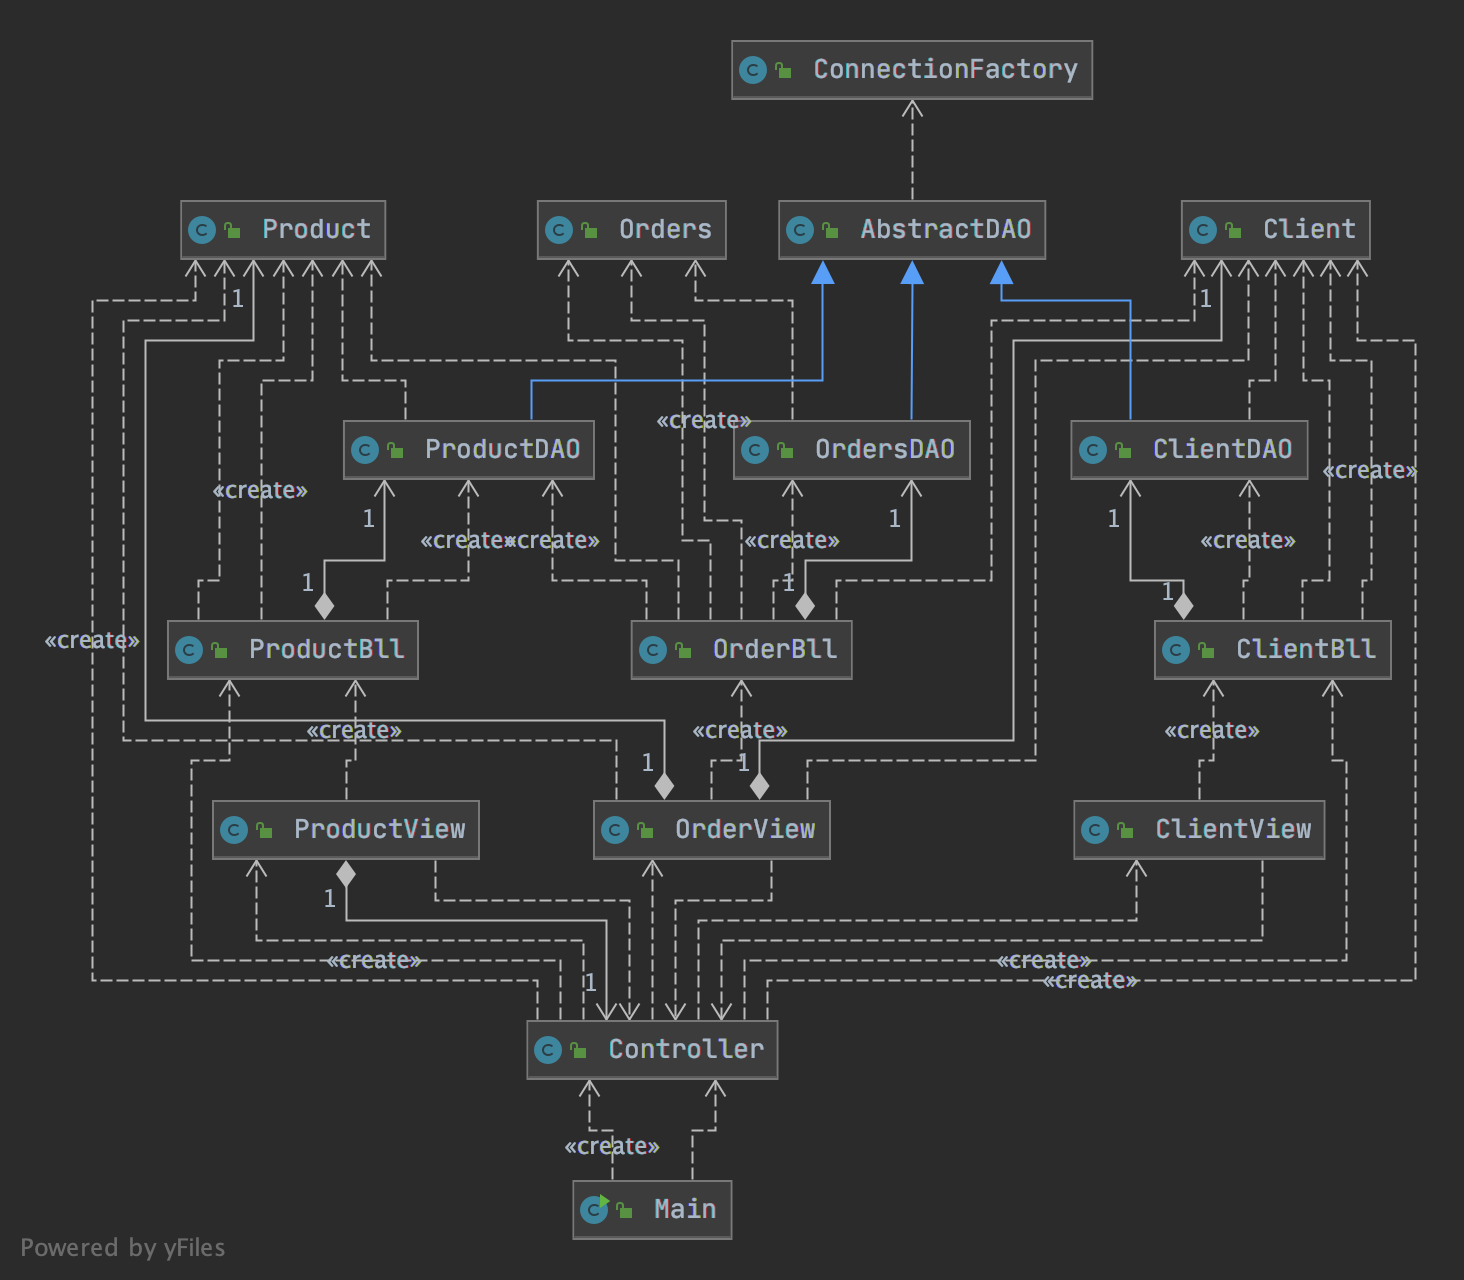 ConnectionFactory
Product
Orders
AbstractDAO
Client
1
1
«create»
ProductDAO
OrdersDAO
ClientDAO
«create»
«create»
1
1
1
«create»
«create»
«create»
«create»
1
1
1
«create»
ProductBll
OrderBll
ClientBll
«create»
«create»
«create»
1
1
ProductView
OrderView
ClientView
1
«create»
«create»
1
«create»
Controller
«create»
Main
Powered by yFiles